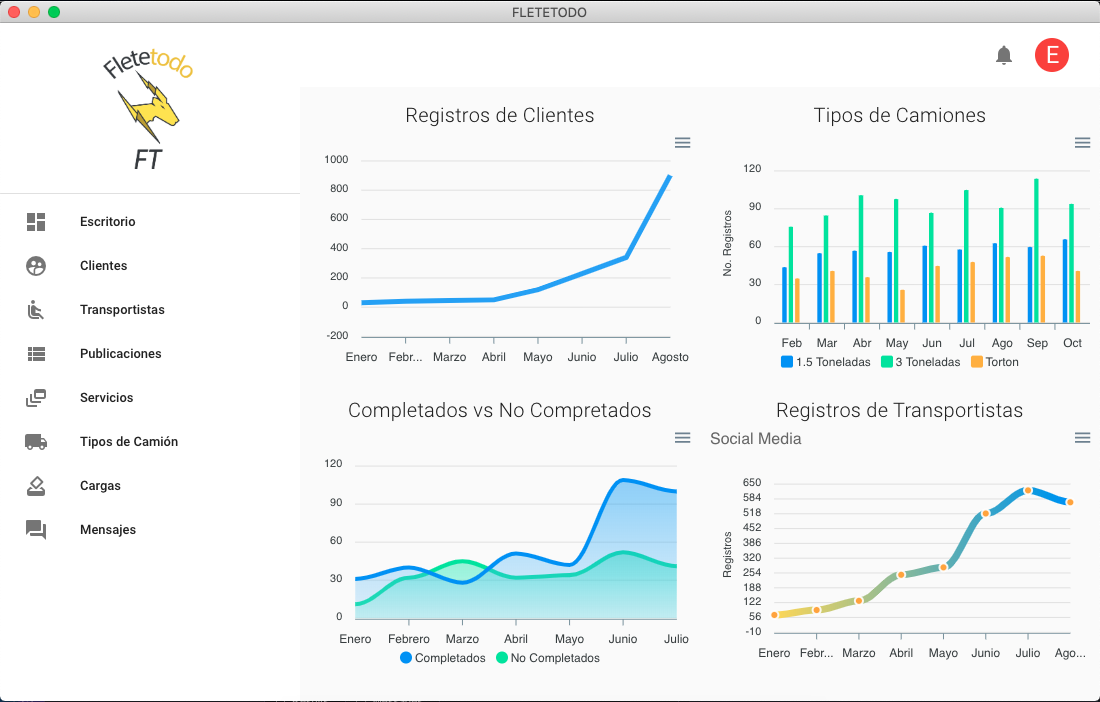 FLETETODO
Fletetodo
FT
E
Escritorio
Clientes
Transportistas
Publicaciones
Servicios
Tipos de Camión
Cargas
Mensajes
Registros de Clientes
1000
800
600
400
200
0
-200
Enero Febr... Marzo Abril Mayo Junio Julio Agosto
Tipos de Camiones
No. Registros
120
90
60
30
0
Feb Mar Abr May Jun Jul Ago Sep Oct
1.5 Toneladas 3 Toneladas Torton
Completados vs No Compretados
120
90
60
30
0
Enero Febrero Marzo Abril Mayo Junio Julio
Completados No Completados
Registros de Transportistas
Social Media
Registros
650
584
518
452
386
320
254
188
122
56
-10
Enero Febr... Marzo Abril Mayo Junio Julio Ago...